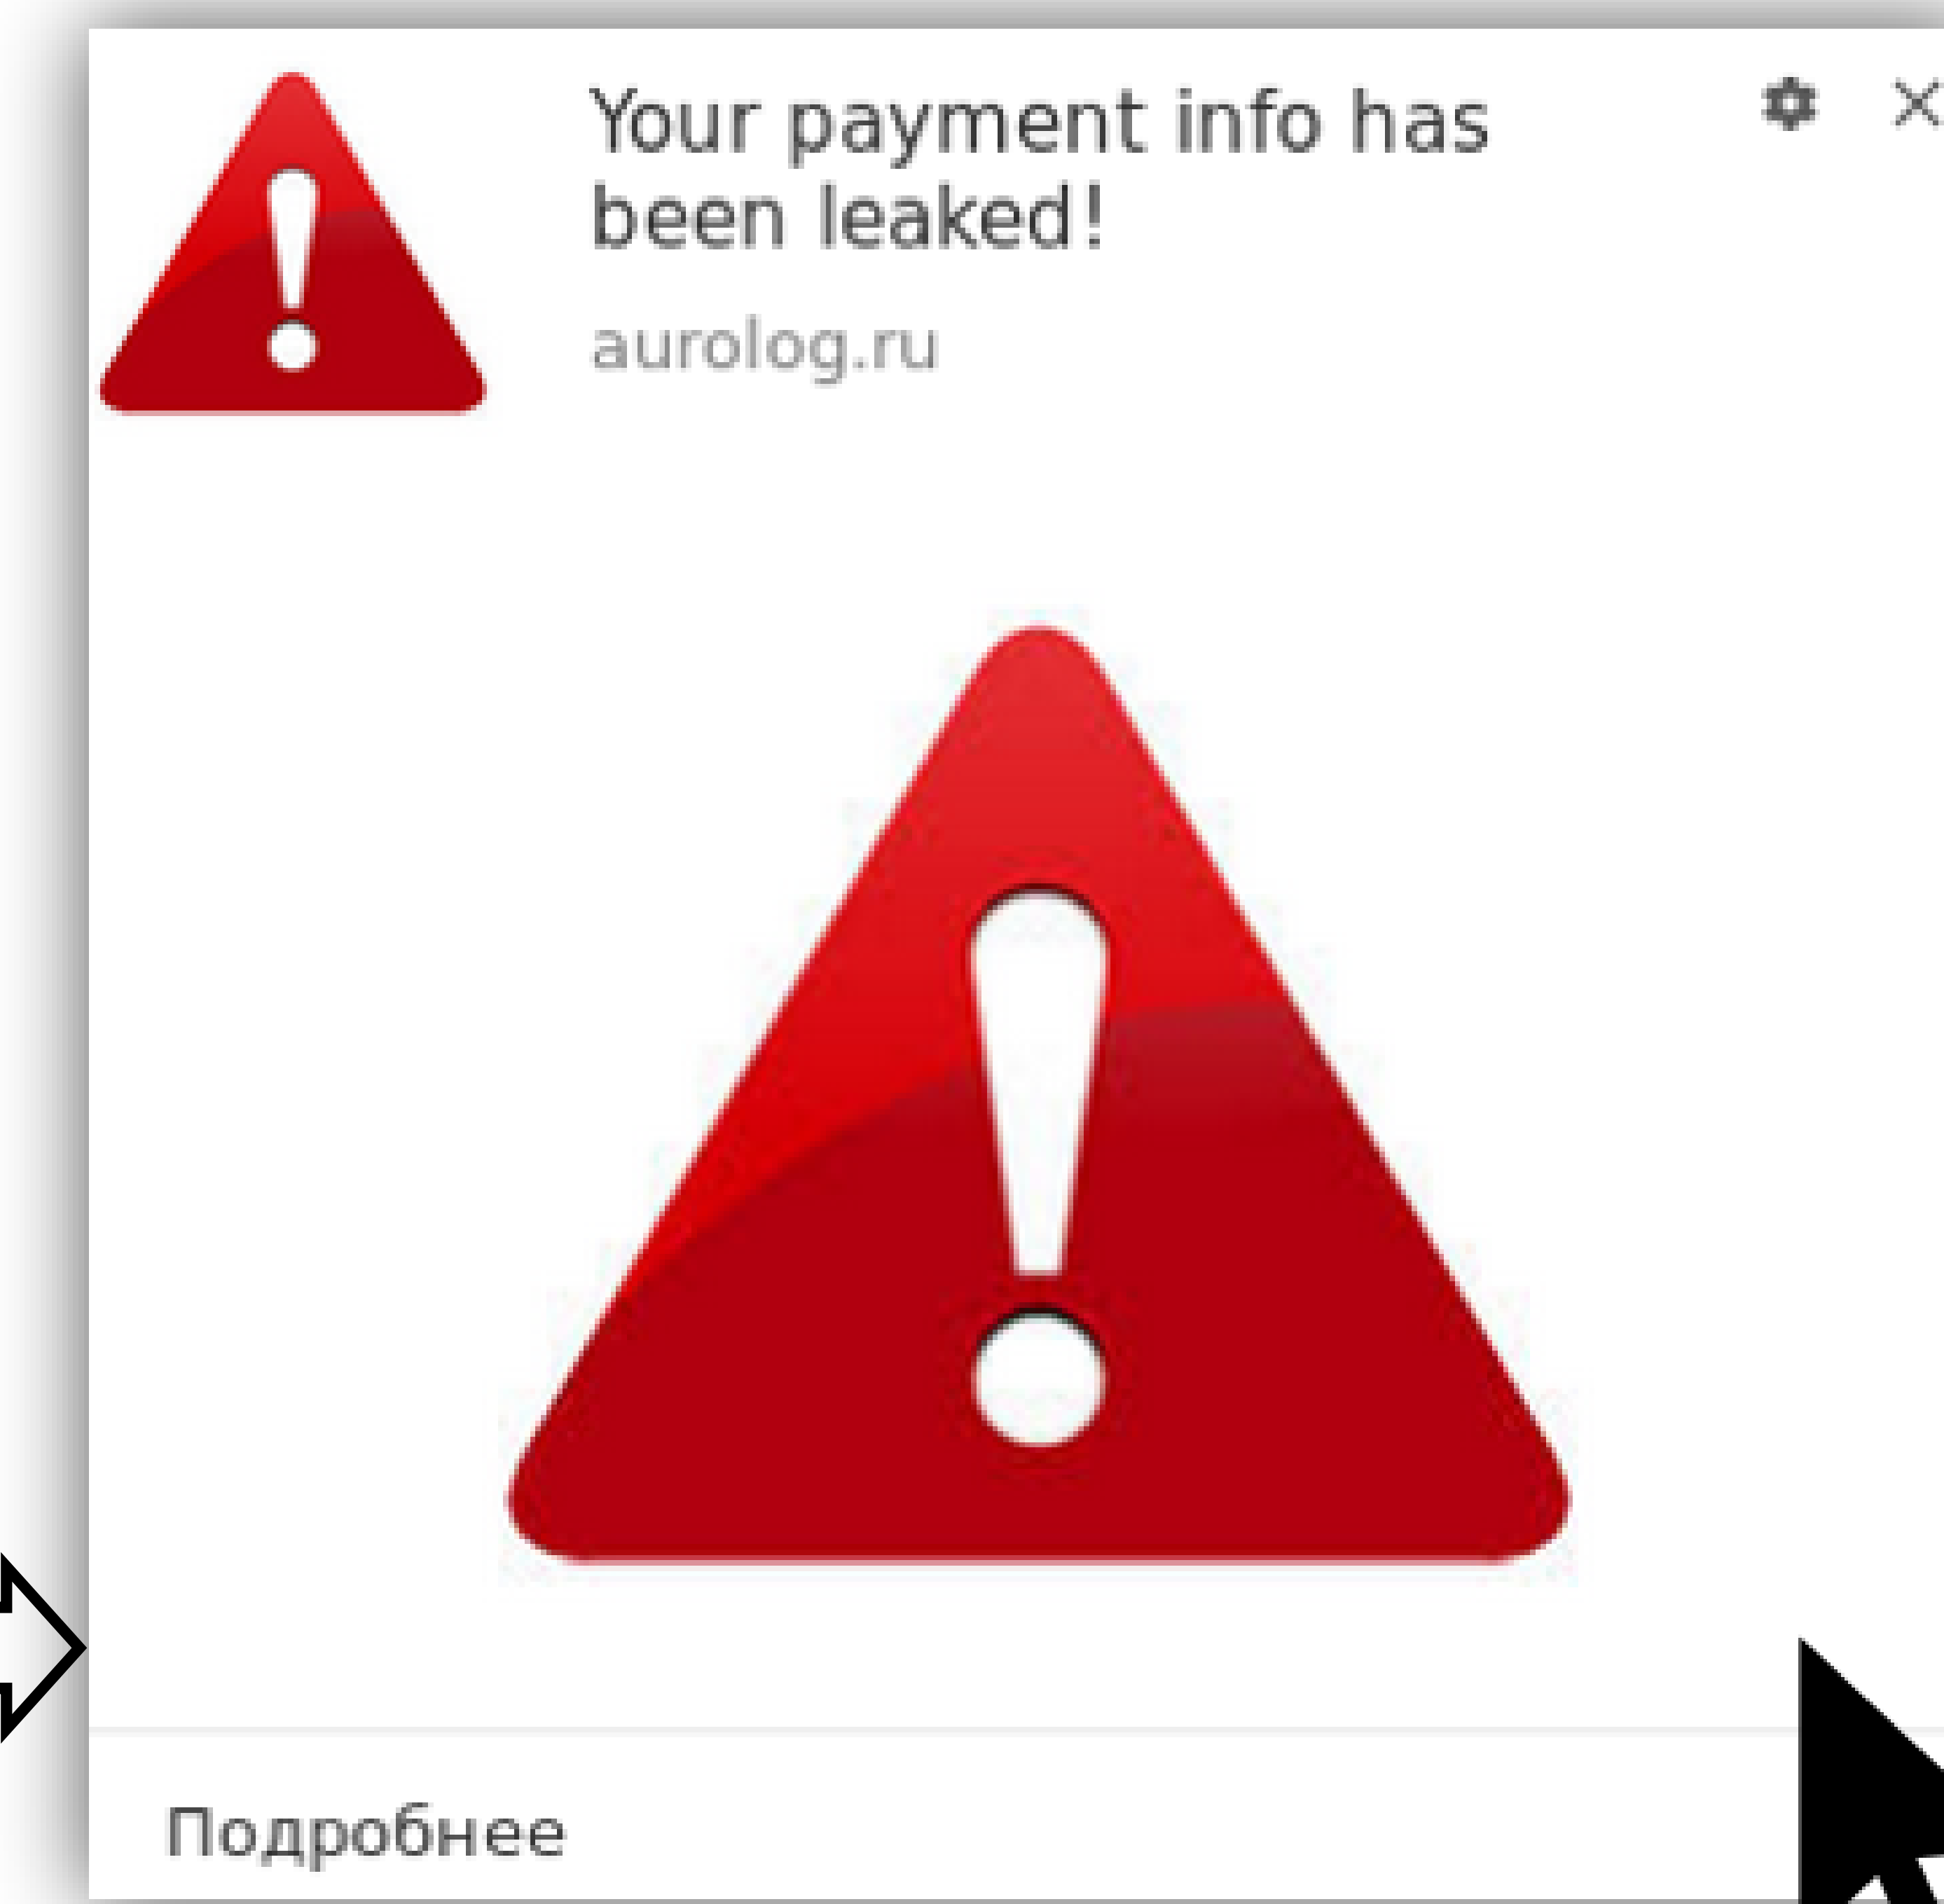 Your payment info has
been leaked!
aurolog.ru
Подробнее